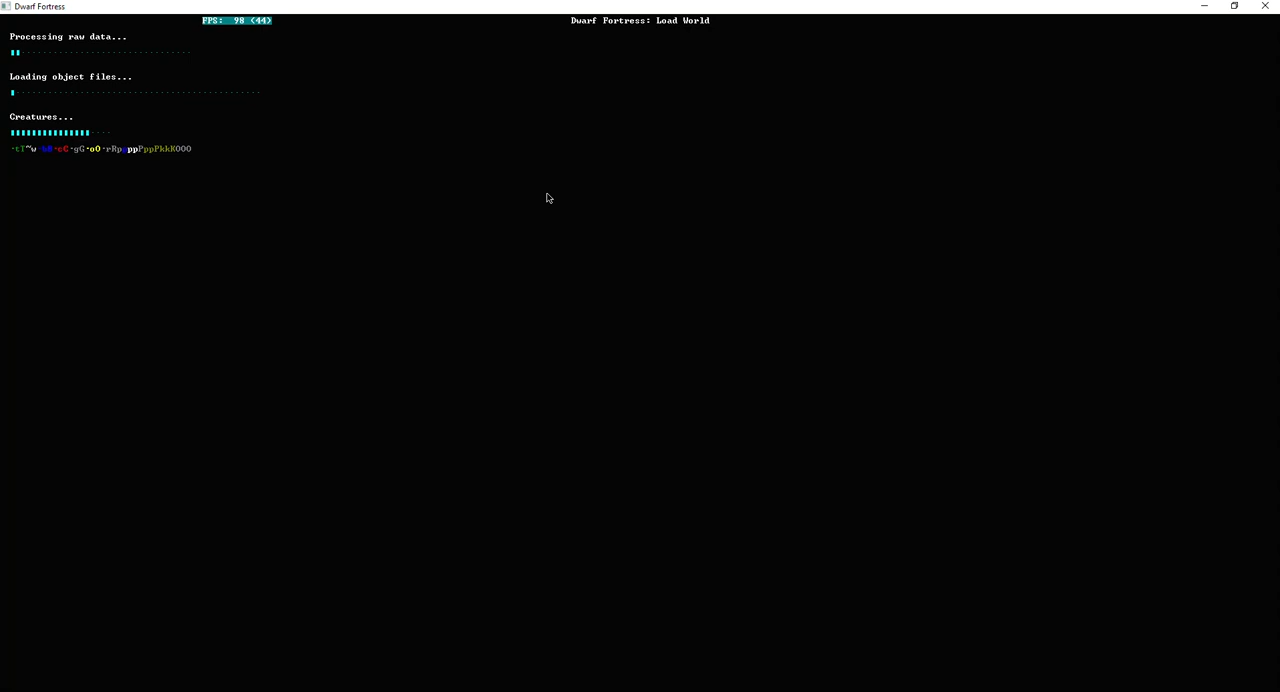 Dwarf Fortress
FPS: 98 (44)
Dwarf Fortress: Load World
Processing raw data...
Loading object files...
Creatures...